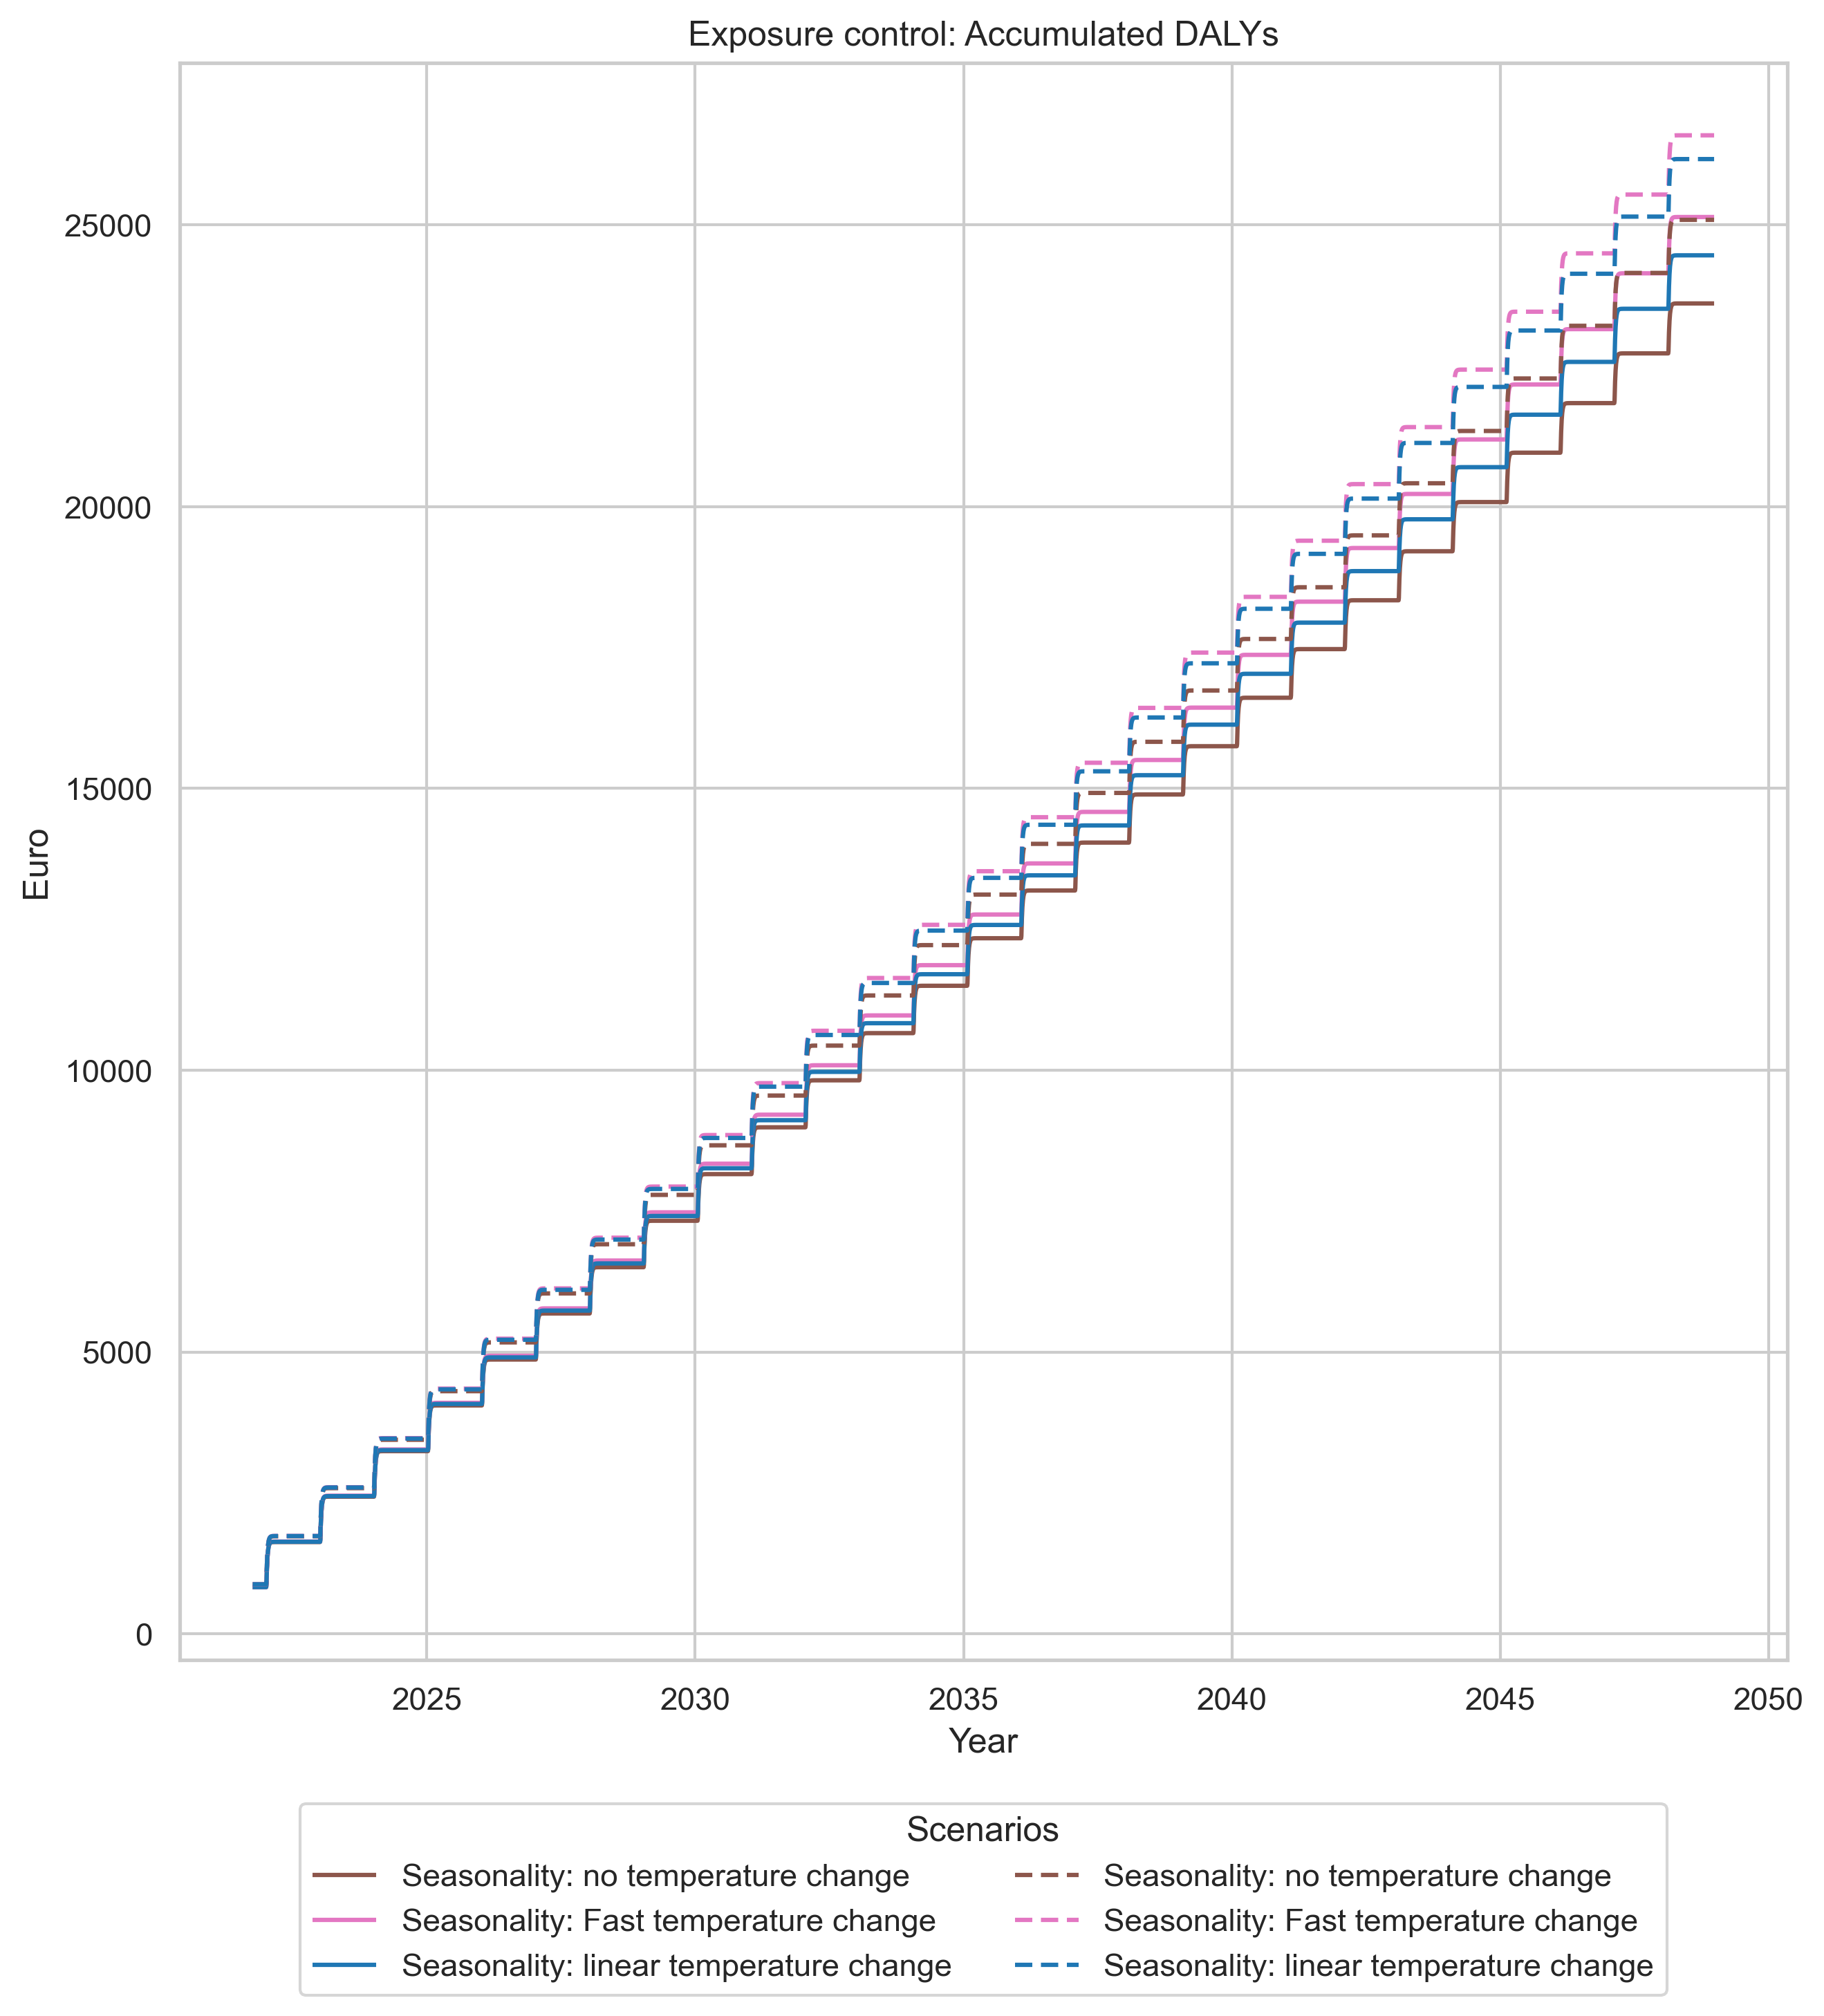 Exposure control: Accumulated DALYs
25000
20000
15000
10000
5000
0
Euro
2025 2030 2035 2040 2045 2050
Year
Scenarios
Seasonality: no temperature change
Seasonality: Fast temperature change
Seasonality: linear temperature change
Seasonality: no temperature change
Seasonality: Fast temperature change
Seasonality: linear temperature change